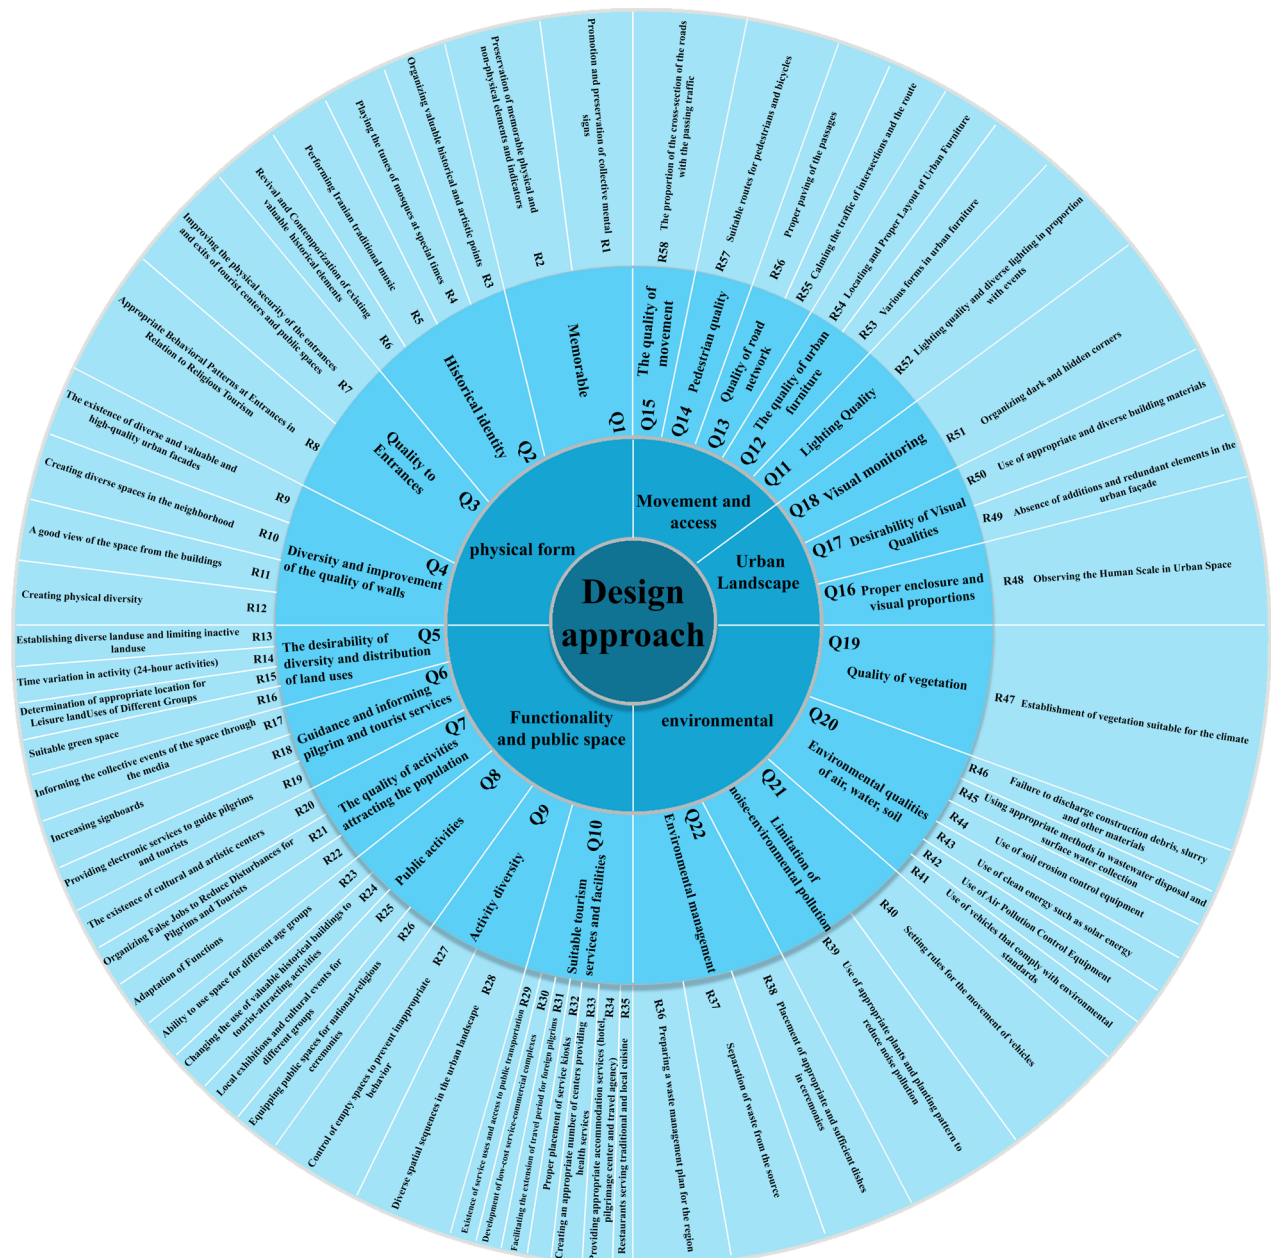 Design
approach
physical form
Movement and
access
Urban
Landscape
environmental
Functionality
and public space
Q1
Memorable
Q2
Historical identity
Q3
Quality to
Entrances
Q4
Diversity and improvement
of the quality of walls
Q5
The desirability of
diversity and distribution
of land uses
Q6
Guidance and informing
pilgrim and tourist services
Q7
The quality of activities
attracting the population
Q8
Public activities
Q9
Activity diversity
Q10
Suitable tourism
services and facilities
Q22
Environmental management
Q21
Limitation of
noise-environmental pollution
Q20
Environmental qualities
of air, water, soil
Q19
Quality of vegetation
Q16 Proper enclosure and
visual proportions
Q17 Desirability of Visual
Qualities
Q18 Visual monitoring
Q11 Lighting Quality
Q12 The quality of urban
furniture
Q13 Quality of road
network
Q14 Pedestrian quality
Q15 The quality of
movement
R1 Promotion and preservation of collective mental
signs
R2 Preservation of memorable physical and
non-physical elements and indicators
R3 Organizing valuable historical and artistic points
R4 Playing the tunes of mosques at special times
R5 Performing Iranian traditional music
R6 Revival and Contemporization of existing
valuable historical elements
R7 Improving the physical security of the entrances
and exits of tourist centers and public spaces
R8 Appropriate Behavioral Patterns at Entrances in
Relation to Religious Tourism
R9 The existence of diverse and valuable and
high-quality urban facades
R10 Creating diverse spaces in the neighborhood
R11 A good view of the space from the buildings
R12 Creating physical diversity
R13 Establishing diverse landuse and limiting inactive
landuse
R14 Time variation in activity (24-hour activities)
R15 Determination of appropriate location for
Leisure landUses of Different Groups
R16 Suitable green space
R17 Informing the collective events of the space through
the media
R18 Increasing signboards
R19 Providing electronic services to guide pilgrims
and tourists
R20 The existence of cultural and artistic centers
R21 Organizing False Jobs to Reduce Disturbances for
Pilgrims and Tourists
R22 Adaptation of Functions
R23 Ability to use space for different age groups
R24 Changing the use of valuable historical buildings to
tourist-attracting activities
R25 Local exhibitions and cultural events for
different groups
R26 Equipping public spaces for national-religious
ceremonies
R27 Control of empty spaces to prevent inappropriate
behavior
R28 Diverse spatial sequences in the urban landscape
R29 Existence of service uses and access to public transportation
R30 Development of low-cost service-commercial complexes
R31 Facilitating the extension of travel period for foreign pilgrims
R32 Proper placement of service kiosks
R33 Creating an appropriate number of centers providing
health services
R34 Providing appropriate accommodation services (hotel,
pilgrimage center and travel agency)
R35 Restaurants serving traditional and local cuisine
R36 Preparing a waste management plan for the region
R37 Separation of waste from the source
R38 Placement of appropriate and sufficient dishes
in ceremonies
R39 Use of appropriate plants and planting pattern to
reduce noise pollution
R40 Setting rules for the movement of vehicles
R41 Use of vehicles that comply with environmental
standards
R42 Use of Air Pollution Control Equipment
R43 Use of clean energy such as solar energy
R44 Use of soil erosion control equipment
R45 Using appropriate methods in wastewater disposal and
surface water collection
R46 Failure to discharge construction debris, slurry
and other materials
R47 Establishment of vegetation suitable for the climate
R48 Observing the Human Scale in Urban Space
R49 Absence of additions and redundant elements in the
urban façade
R50 Use of appropriate and diverse building materials
R51 Organizing dark and hidden corners
R52 Lighting quality and diverse lighting in proportion
with events
R53 Various forms in urban furniture
R54 Locating and Proper Layout of Urban Furniture
R55 Calming the traffic of intersections and the route
R56 Proper paving of the passages
R57 Suitable routes for pedestrians and bicycles
R58 The proportion of the cross-section of the roads
with the passing traffic